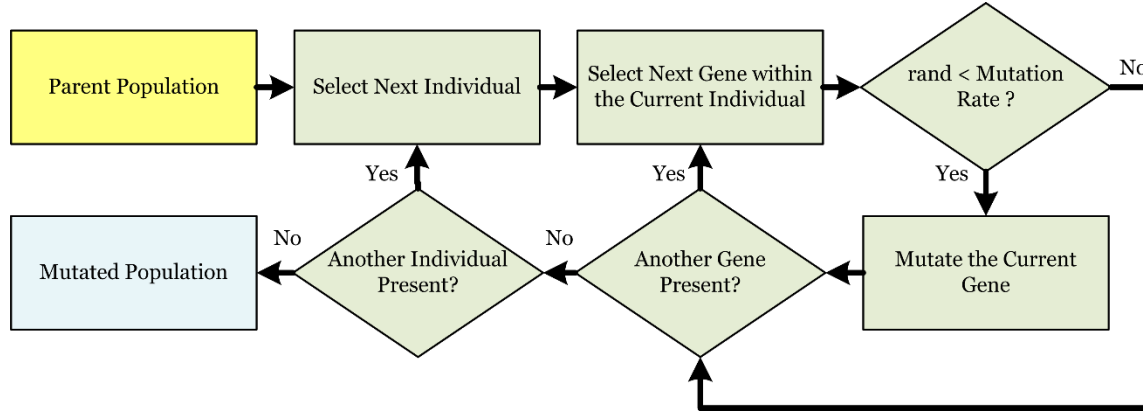 Parent Population
Select Next Individual
Select Next Gene within
the Current Individual
rand < Mutation
Rate ?
No
Yes
Yes
Yes
Mutated Population
No
Another Individual
Present?
No
Another Gene
Present?
Mutate the Current
Gene